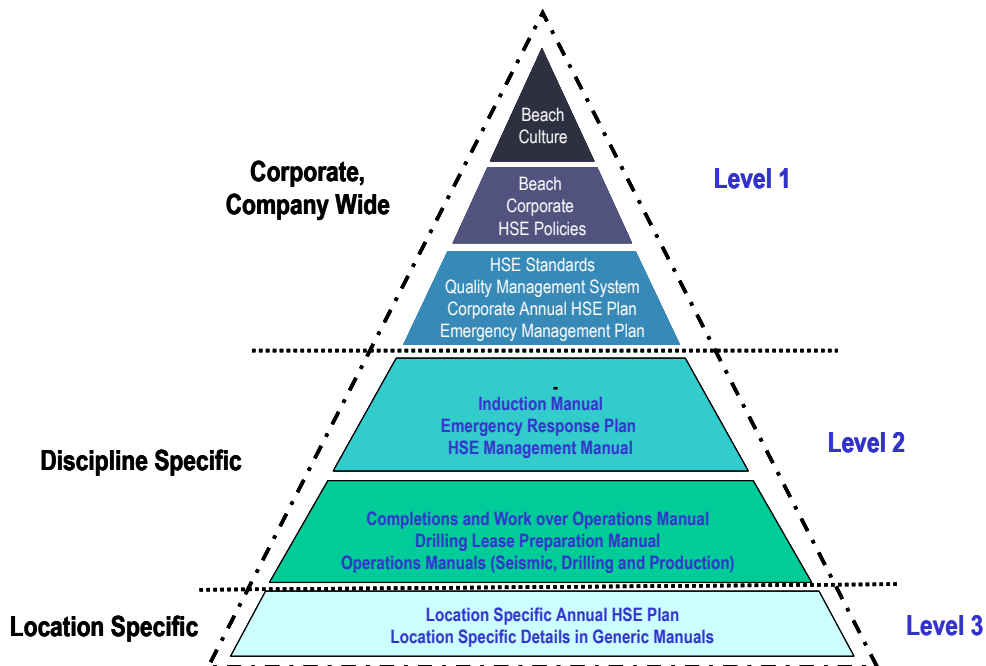 Beach
Culture
Corporate,
Company Wide
Level 1
Beach
Corporate
HSE Policies
HSE Standards
Quality Management System
Corporate Annual HSE Plan
Emergency Management Plan
-
Induction Manual
Emergency Response Plan
HSE Management Manual
Discipline Specific
Level 2
Completions and Work over Operations Manual
Drilling Lease Preparation Manual
Operations Manuals (Seismic, Drilling and Production)
Location Specific
Location Specific Annual HSE Plan
Location Specific Details in Generic Manuals
Level 3